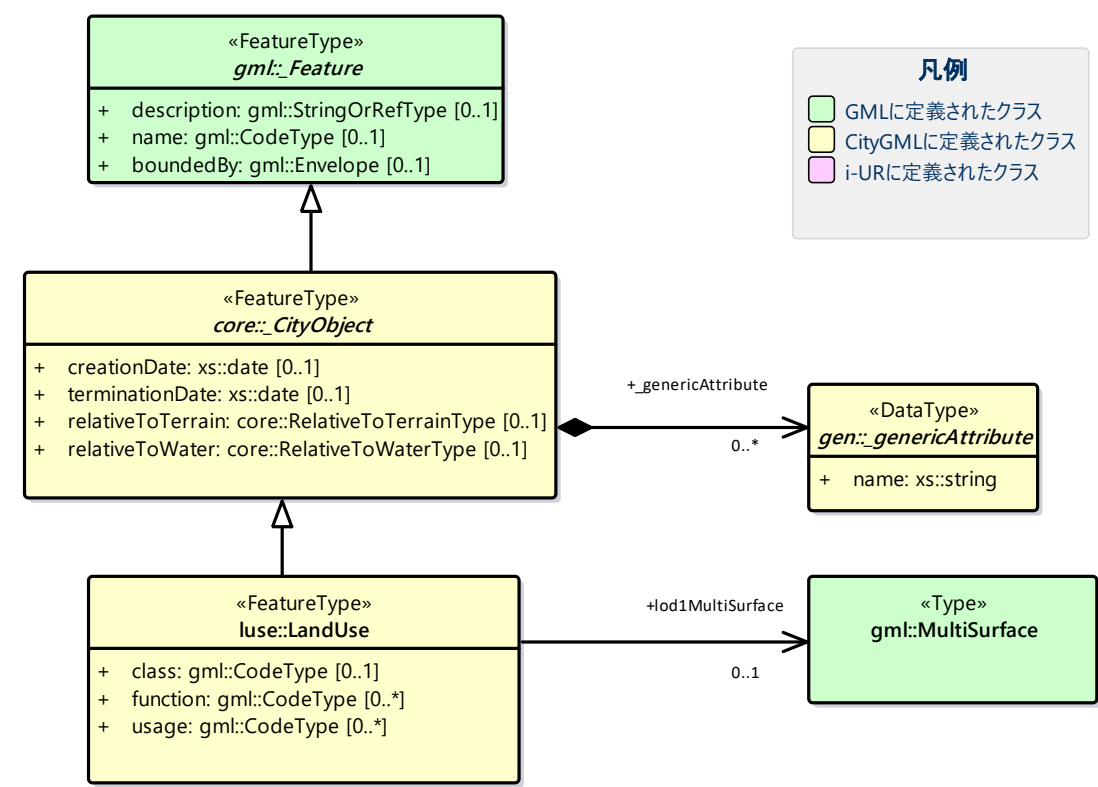 «FeatureType»
gml::_Feature
+ description: gml::StringOrRefType [0..1]
+ name: gml::CodeType [0..1]
+ boundedBy: gml::Envelope [0..1]
凡例
GMLに定義されたクラス
CityGMLに定義されたクラス
i-URに定義されたクラス
«FeatureType»
core::_CityObject
+ creationDate: xs::date [0..1]
+ terminationDate: xs::date [0..1]
+ relativeToTerrain: core::RelativeToTerrainType [0..1]
+ relativeToWater: core::RelativeToWaterType [0..1]
+_genericAttribute
0..*
«DataType»
gen::_genericAttribute
+ name: xs::string
«FeatureType»
luse::LandUse
+ class: gml::CodeType [0..1]
+ function: gml::CodeType [0..*]
+ usage: gml::CodeType [0..*]
+lod1MultiSurface
0..1
«Type»
gml::MultiSurface